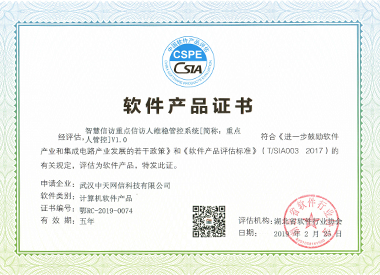 中国软件产品评估
CSPE
CSIA
软件产品证书
智慧信访重点信访人维稳管控系统[简称：重点
经评估，人管控]V1.0 符合《进一步鼓励软件
产业和集成电路产业发展的若干政策》和《软件产品评估标准》（T/SIA003 2017）的
有关规定，评估为软件产品，特发此证。
申请企业：武汉中天网信科技有限公司
软件类别：计算机软件产品
证书编号：鄂RC-2019-0074
有效期：五年
评估机构：湖北省软件行业协会
日期：2019年2月25日